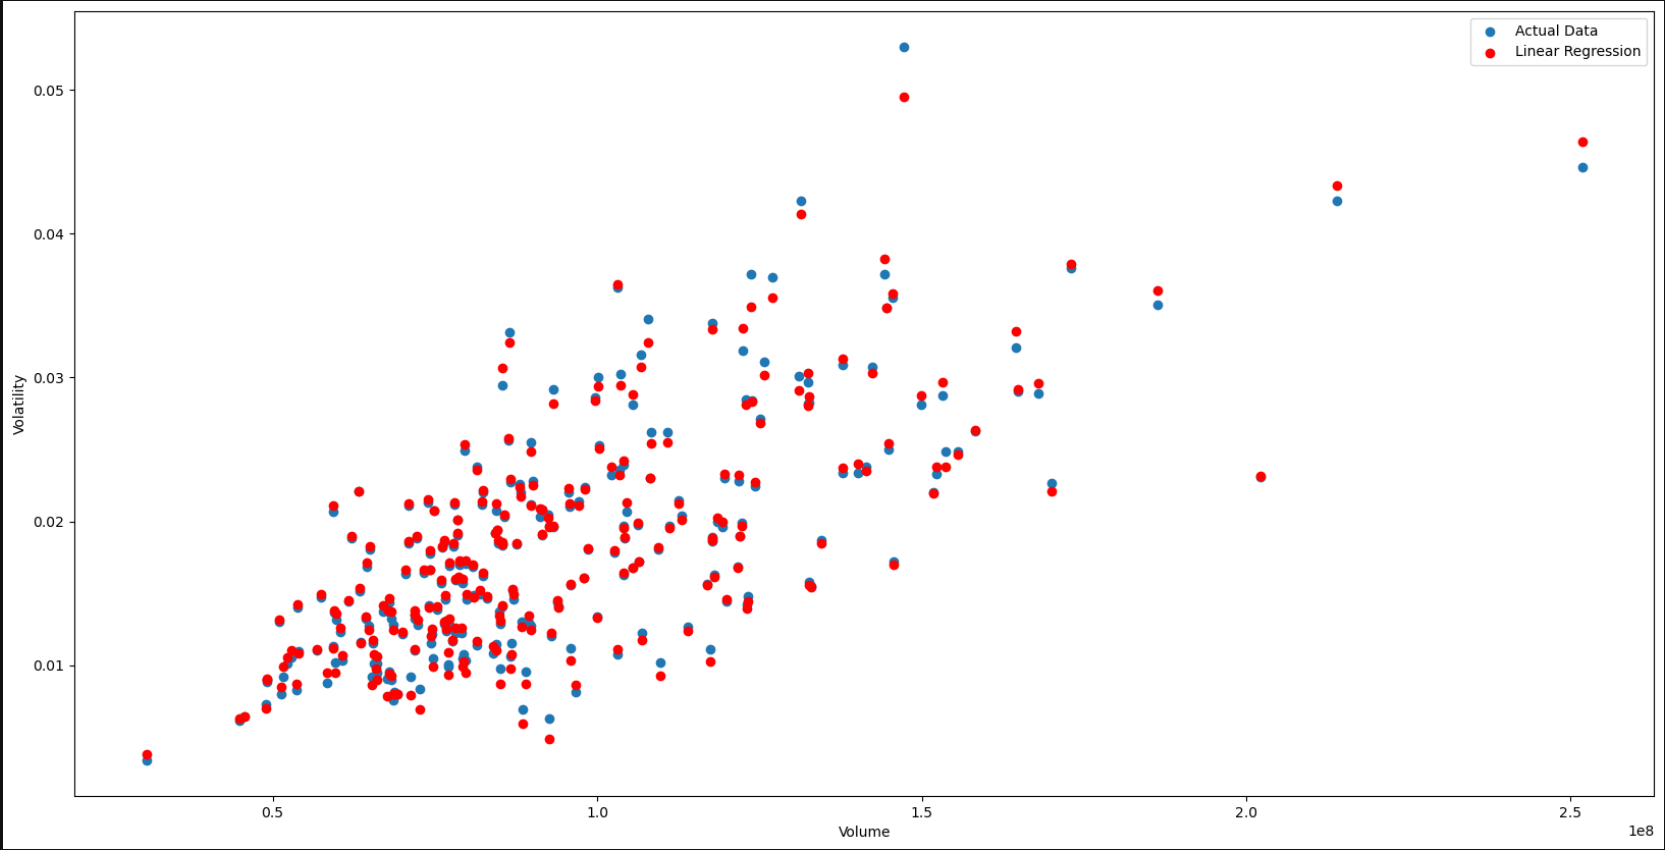 Actual Data
Linear Regression
0.05
0.04
0.03
0.02
0.01
Volatility
0.5
1.0
1.5
2.0
2.5
1e8
Volume